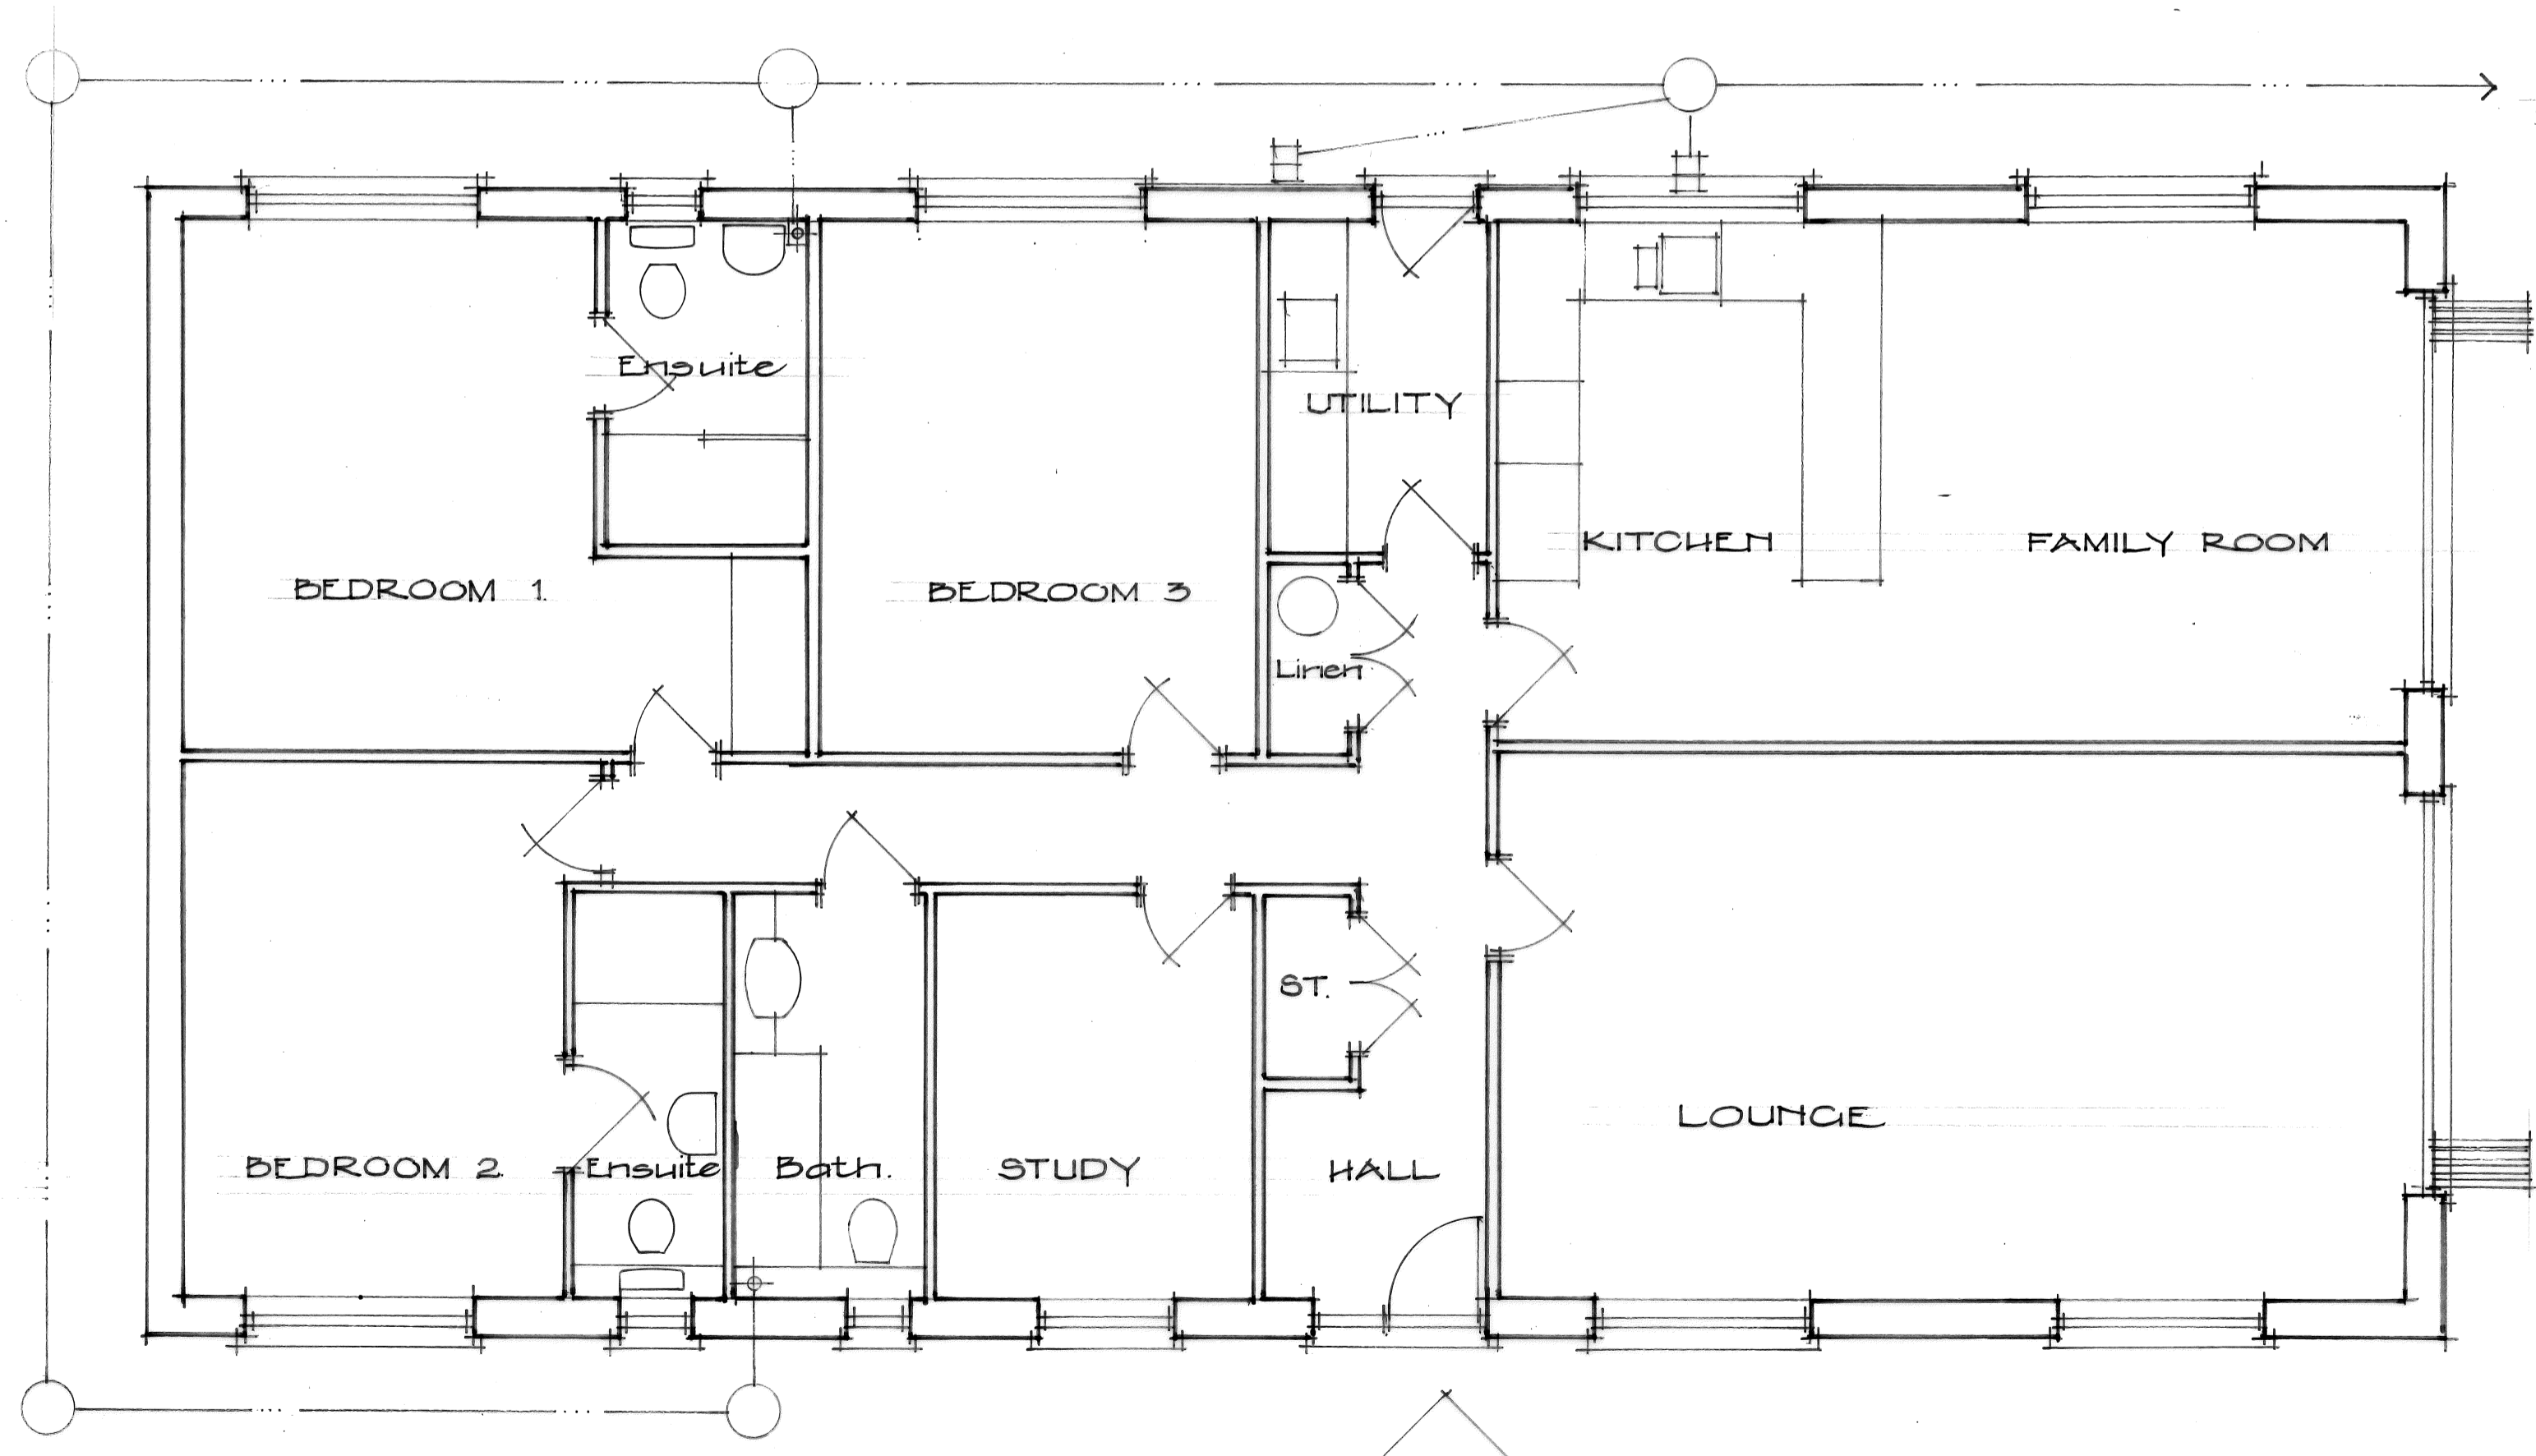 Ensuite
UTILITY
KITCHEN
FAMILY ROOM
BEDROOM 1.
BEDROOM 3
Linen
ST.
LOUNGE
BEDROOM 2.
Ensuite
Bath.
STUDY
HALL